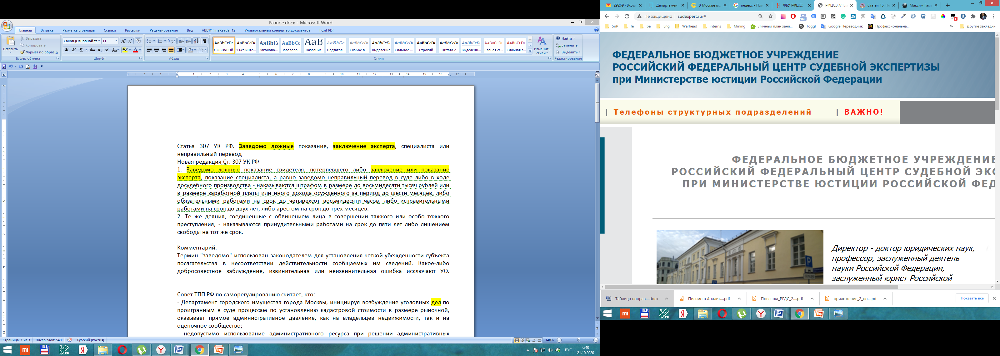 Разное.docx - Microsoft Word
Главная Вставка Разметка страницы Ссылки Рассылки Рецензирование Вид ABBYY FineReader 12 Универсальный конвертер документов Foxit PDF
Вставить
Вырезать
Копировать
Формат по образцу
Буфер обмена
Calibri (Основной те 11
Шрифт
Абзац
AaBbCcDc AaBbCcDc AaBbC AaBbCc АаВ AaBbCc. AaBbCcDc AaBbCcDc AaBbCcDc AaBbCcDc AaBbCcDc AaBbCcDc AaBbCcDc AaBbCcDc
¶ Обычный ¶ Без инте... Заголово... Заголово... Название Подзагол... Слабое в... Выделение Сильное ... Строгий Цитата 2 Выделенн... Слабая сс... Сильная с...
Изменить стили
Стили
Найти
Заменить
Выделить
Редактирование
Статья 307 УК РФ. Заведомо ложные показание, заключение эксперта, специалиста или
неправильный перевод
Новая редакция Ст. 307 УК РФ
1. Заведомо ложные показание свидетеля, потерпевшего либо заключение или показание
эксперта, показание специалиста, а равно заведомо неправильный перевод в суде либо в ходе
досудебного производства - наказываются штрафом в размере до восьмидесяти тысяч рублей или
в размере заработной платы или иного дохода осужденного за период до шести месяцев, либо
обязательными работами на срок до четырехсот восьмидесяти часов, либо исправительными
работами на срок до двух лет, либо арестом на срок до трех месяцев.
2. Те же деяния, соединенные с обвинением лица в совершении тяжкого или особо тяжкого
преступления, - наказываются принудительными работами на срок до пяти лет либо лишением
свободы на тот же срок.
Комментарий.
Термин "заведомо" использован законодателем для установления четкой убежденности субъекта
посягательства в несоответствии действительности сообщаемых им сведений. Какое-либо
добросовестное заблуждение, извинительная или неизвинительная ошибка исключают УО.
Совет ТПП РФ по саморегулированию считает, что:
- Департамент городского имущества города Москвы, инициируя возбуждение уголовных дел по
проигранным в суде процессам по установлению кадастровой стоимости в размере рыночной,
оказывает прямое административное давление, как на владельцев недвижимости, так и на
оценочное сообщество;
- недопустимо использование административного ресурса при решении административных
Страница: 1 из 3 Число слов: 540 Русский (Россия) 140%
РУС 0:40
21.10.2020
29269 - Вход Департамент В Москве во яндекс - Пои ФБУ РФЦСЭ РФЦСЭ // Гл Статья 16. Не Максим Гам
Не защищено sudexpert.ru/#
SnP fe be Eng Warhead interns Mining Личный план заня... Toggl Google Переводчик Профессиональна... » Другие закладки
ФЕДЕРАЛЬНОЕ БЮДЖЕТНОЕ УЧРЕЖДЕНИЕ
РОССИЙСКИЙ ФЕДЕРАЛЬНЫЙ ЦЕНТР СУДЕБНОЙ ЭКСПЕРТИЗЫ
при Министерстве юстиции Российской Федерации
| Телефоны структурных подразделений | ВАЖНО!
ФЕДЕРАЛЬНОЕ БЮДЖЕТНОЕ УЧРЕЖДЕНИЕ
РОССИЙСКИЙ ФЕДЕРАЛЬНЫЙ ЦЕНТР СУДЕБНОЙ ЭКС
ПРИ МИНИСТЕРСТВЕ ЮСТИЦИИ РОССИЙСКОЙ ФЕД
Директор - доктор юридических наук,
профессор, заслуженный деятель
науки Российской Федерации,
заслуженный юрист Российской
Таблица поправ....docx Письмо в Аналит....pdf Повестка_РГДС_2....pdf приложение_2_по....pd Показать все